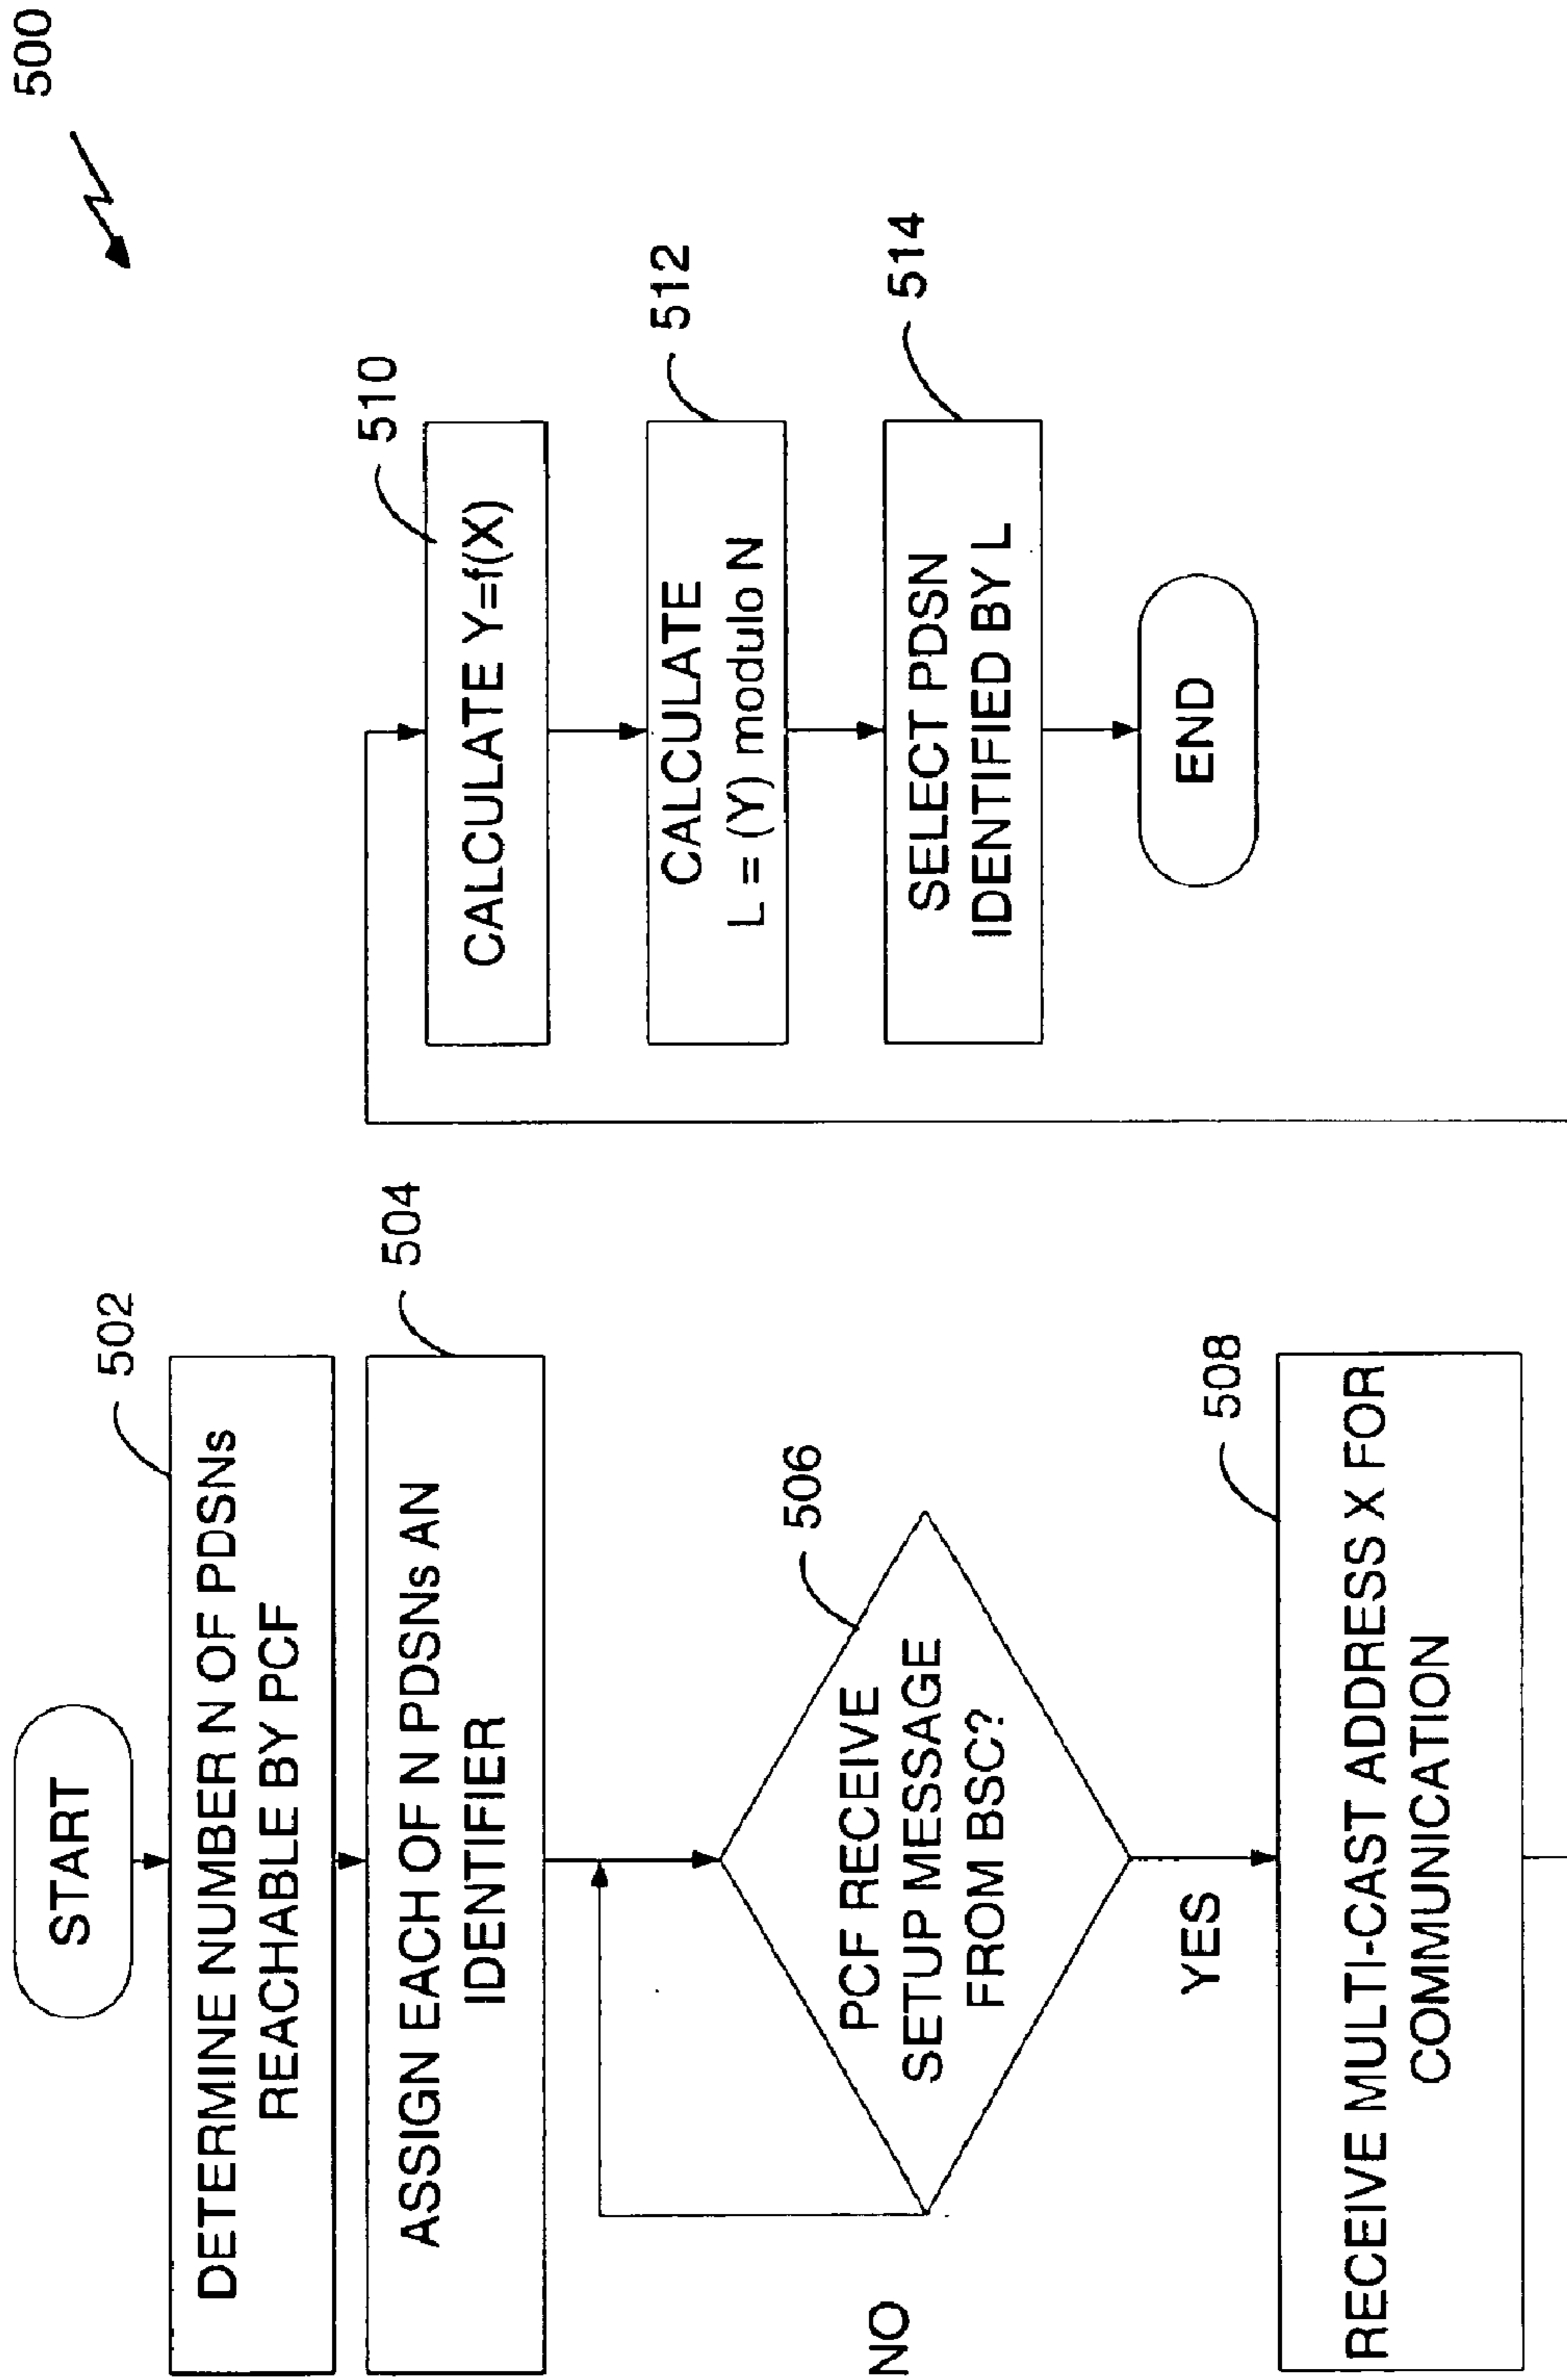 500
START
502
DETERMINE NUMBER N OF PDSNs
REACHABLE BY PCF
504
ASSIGN EACH OF N PDSNs AN
IDENTIFIER
506
PCF RECEIVE
SETUP MESSAGE
FROM BSC?
NO
YES
508
RECEIVE MULTI-CAST ADDRESS X FOR
COMMUNICATION
510
CALCULATE Y=f(X)
512
CALCULATE
L = (Y) modulo N
514
SELECT PDSN
IDENTIFIED BY L
END